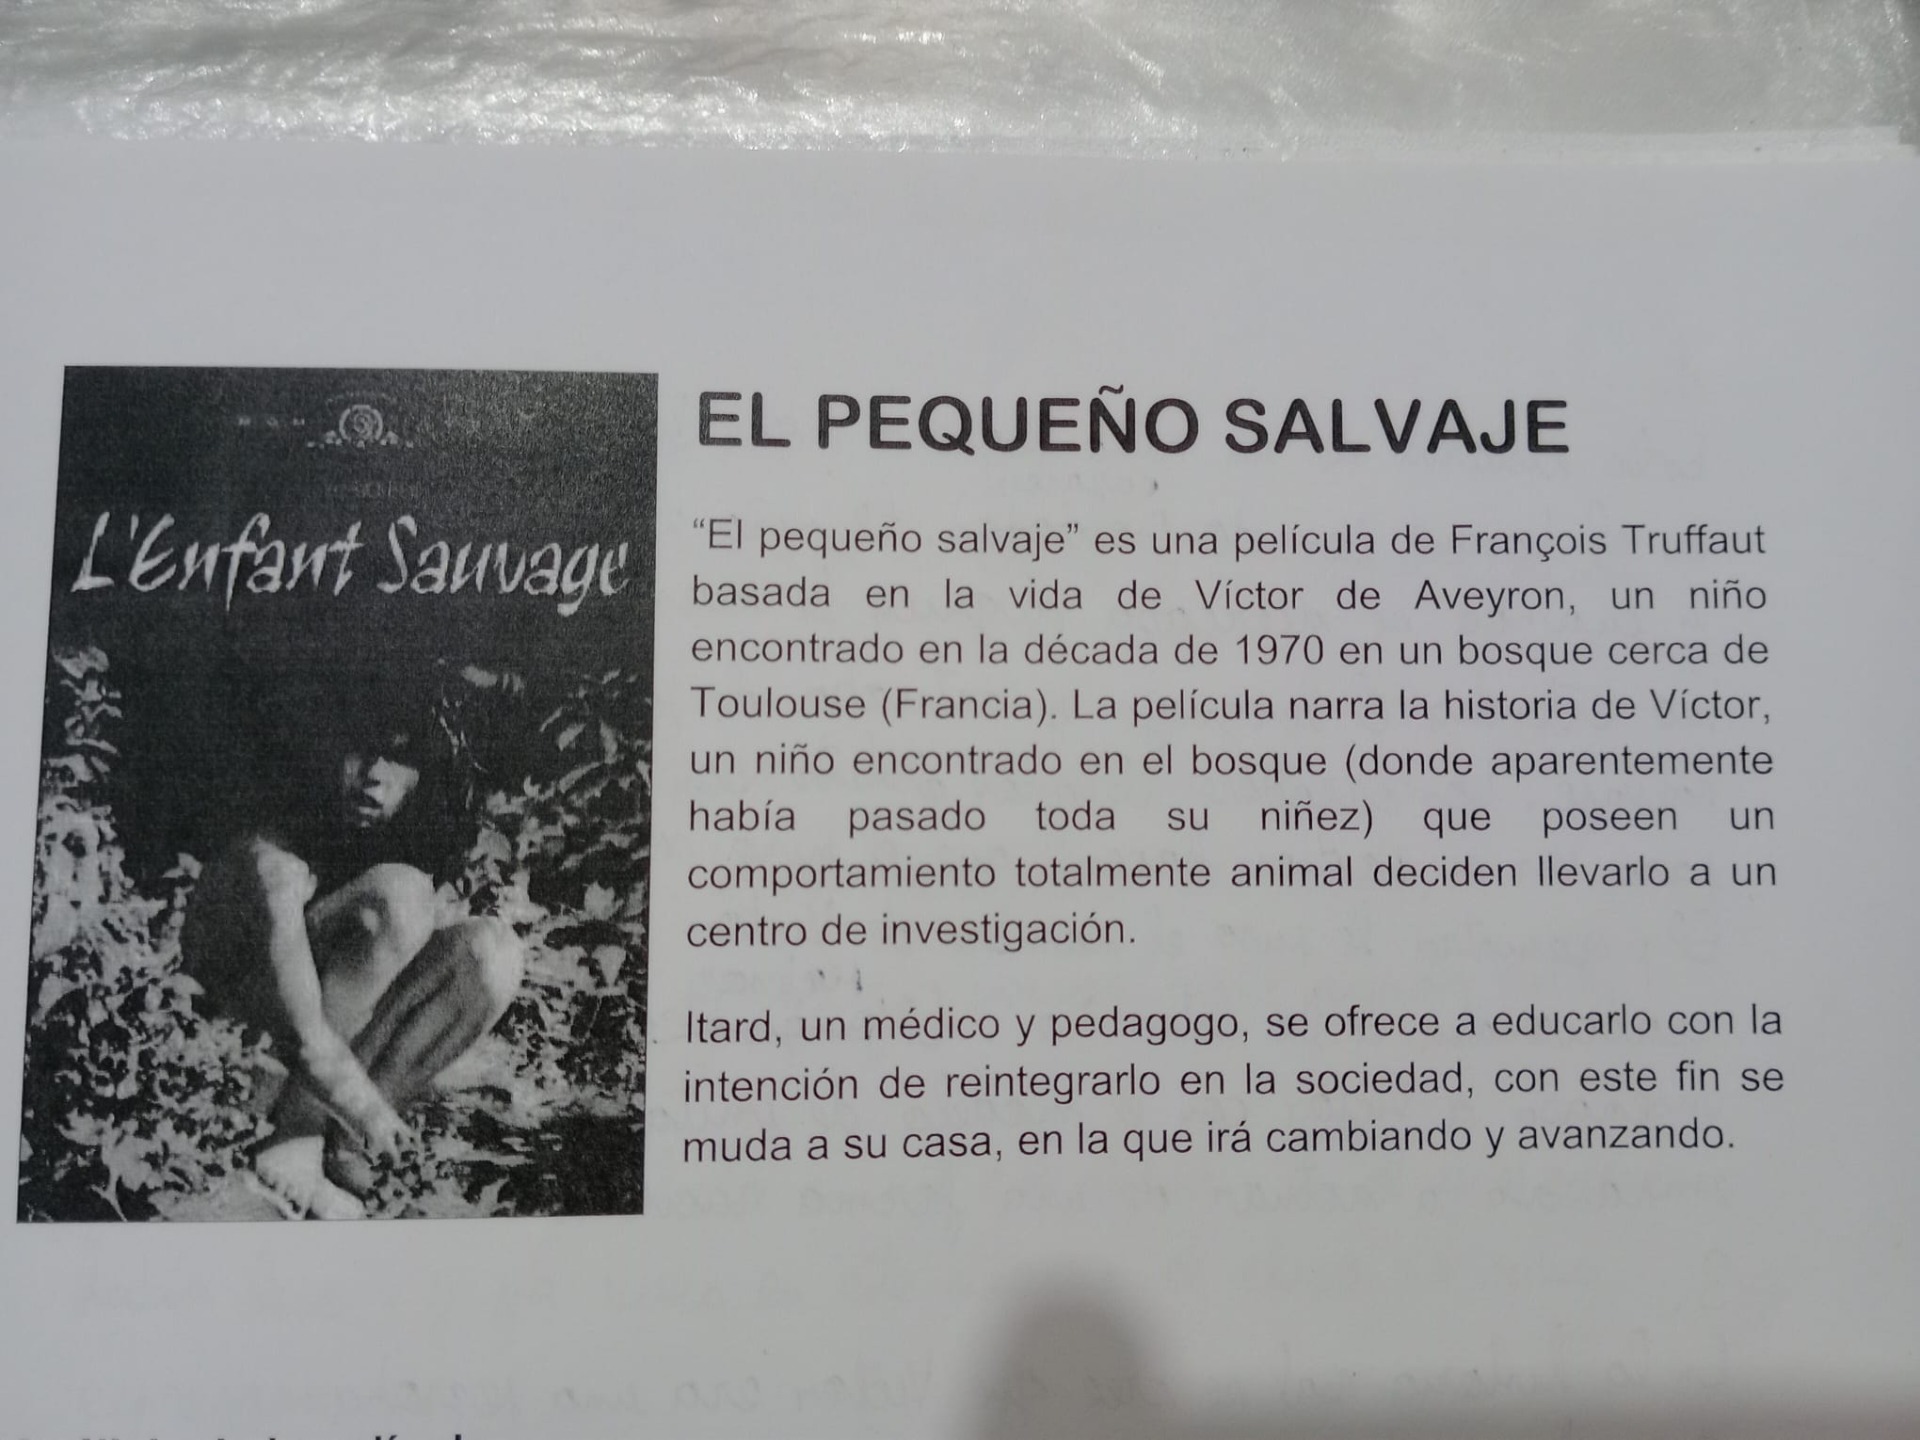 L'Enfant Sauvage
EL PEQUEÑO SALVAJE
“El pequeño salvaje” es una película de François Truffaut
basada en la vida de Víctor de Aveyron, un niño
encontrado en la década de 1970 en un bosque cerca de
Toulouse (Francia). La película narra la historia de Víctor,
un niño encontrado en el bosque (donde aparentemente
había pasado toda su niñez) que poseen un
comportamiento totalmente animal deciden llevarlo a un
centro de investigación.
Itard, un médico y pedagogo, se ofrece a educarlo con la
intención de reintegrarlo en la sociedad, con este fin se
muda a su casa, en la que irá cambiando y avanzando.